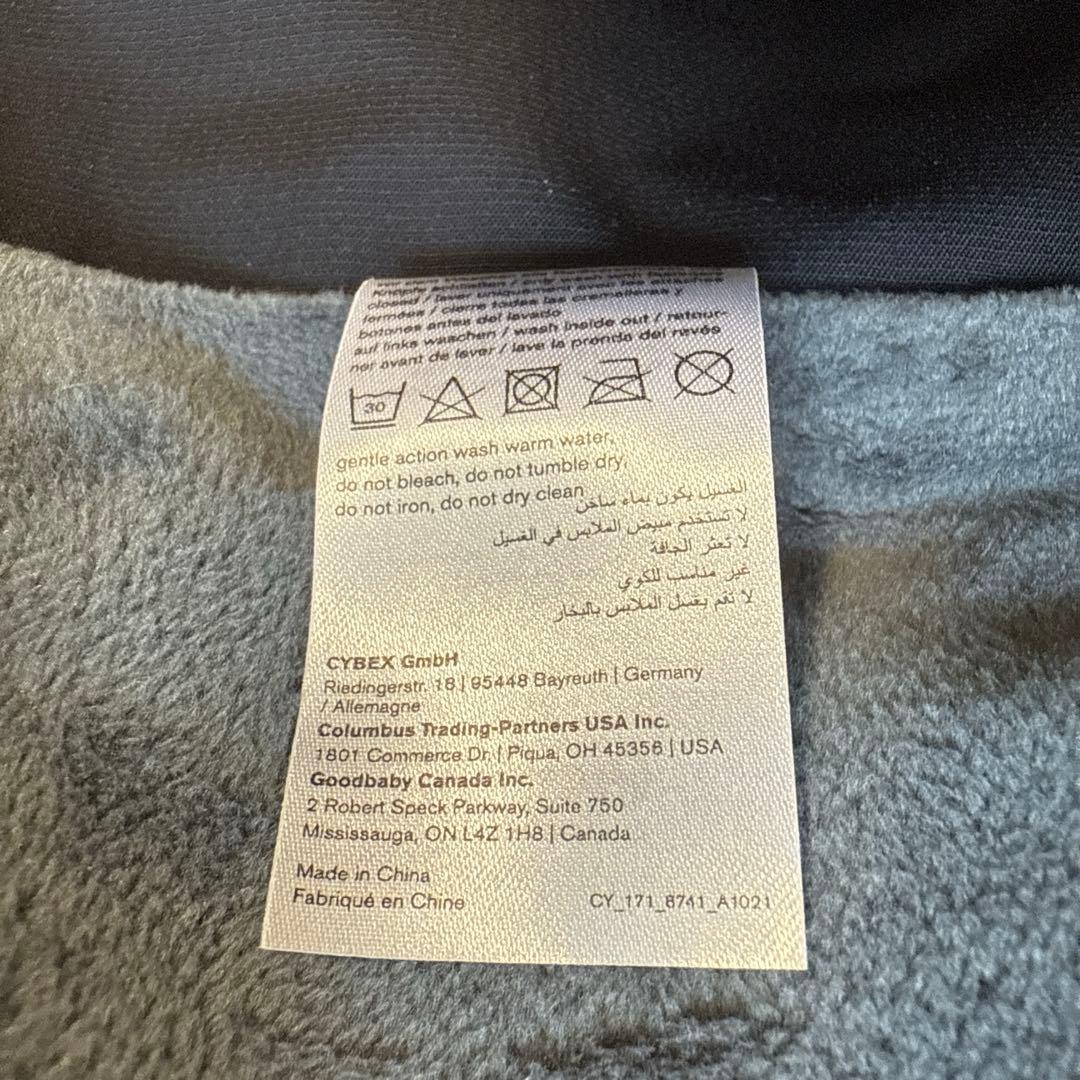 closed / laver uniquement avec les
fermées / cierre todas las cremalleras y
botones antes del lavado
auf links waschen / wash inside out / retour-
ner avant de laver / lave la prenda del revés
30
gentle action wash warm water,
do not bleach, do not tumble dry,
do not iron, do not dry clean
الغسيل يكون بماء ساخن
لا تستخدم مبيض الملابس في الغسيل
لا تعثر الجافة
غير مناسب للكوي
لا تقم بغسل الملابس بالبخار
CYBEX GmbH
Riedingerstr. 18 | 95448 Bayreuth | Germany
/ Allemagne
Columbus Trading-Partners USA Inc.
1801 Commerce Dr. | Piqua, OH 45356 | USA
Goodbaby Canada Inc.
2 Robert Speck Parkway, Suite 750
Mississauga, ON L4Z 1H8 | Canada
Made in China
Fabriqué en Chine
CY_171_8741_A1021